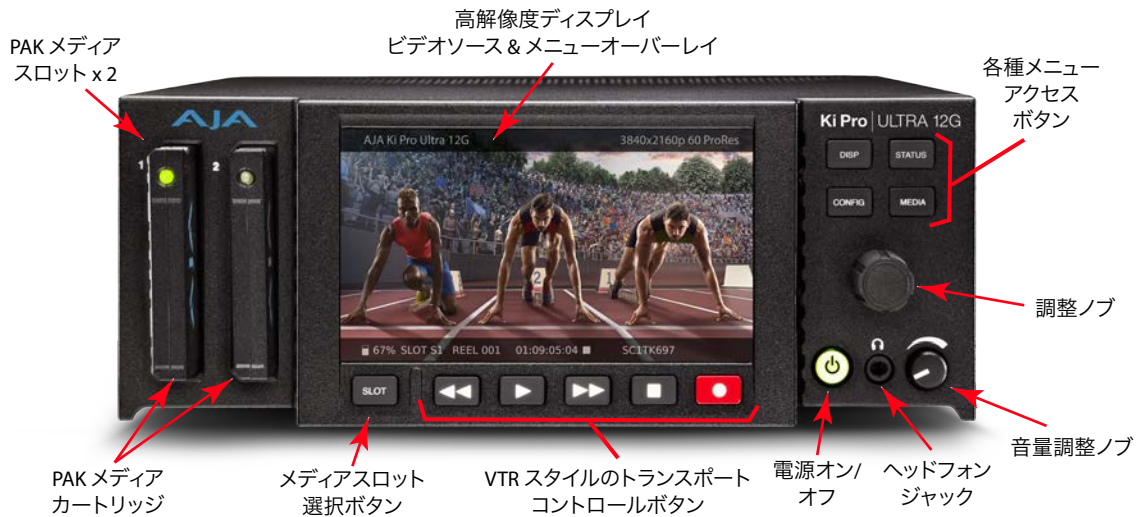 高解像度ディスプレイ
ビデオソース & メニューオーバーレイ
PAK メディア
スロット x 2
各種メニュー
アクセス
ボタン
AJA
1
2
AJA Ki Pro Ultra 12G
3840x2160p 60 ProRes
Ki Pro | ULTRA 12G
DISP
STATUS
CONFIG
MEDIA
2
1
調整ノブ
67% SLOT S1 REEL 001 01:09:05:04 SC1TK697
SLOT
音量調整ノブ
PAK メディア
カートリッジ
メディアスロット
選択ボタン
VTR スタイルのトランスポート
コントロールボタン
電源オン/
オフ
ヘッドフォン
ジャック